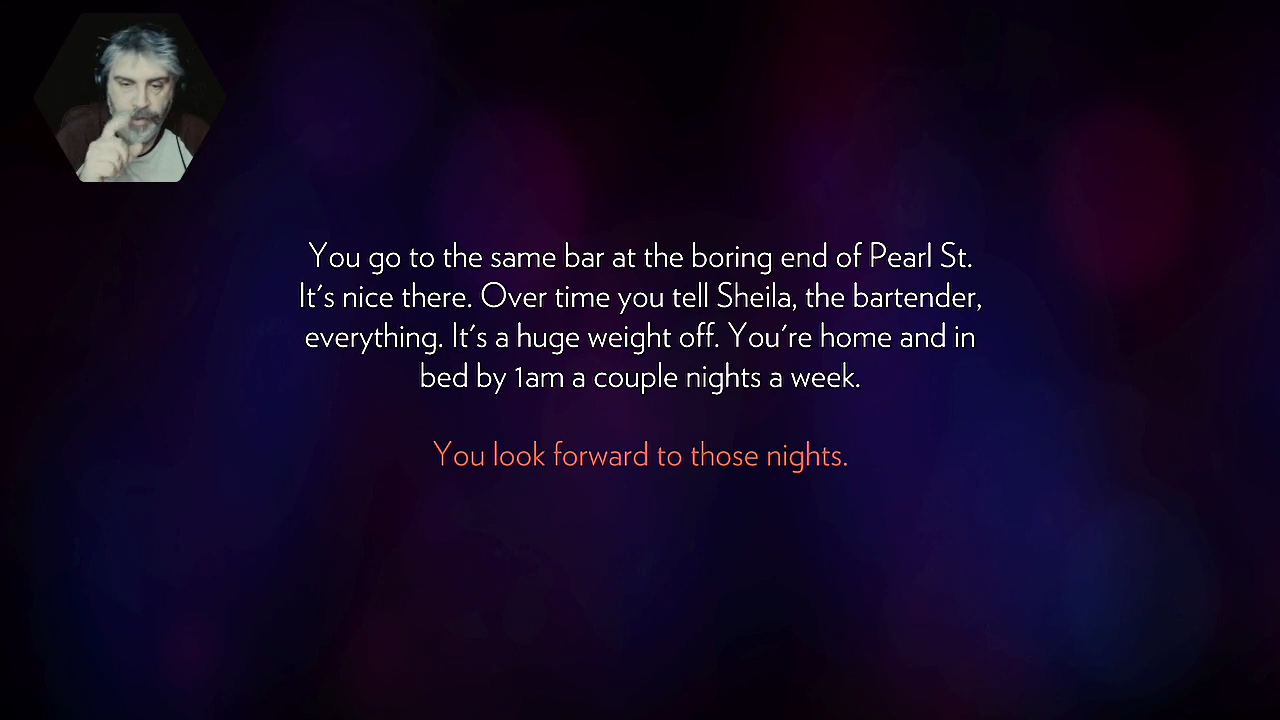 You go to the same bar at the boring end of Pearl St.
It's nice there. Over time you tell Sheila, the bartender,
everything. It's a huge weight off. You're home and in
bed by 1am a couple nights a week.
You look forward to those nights.